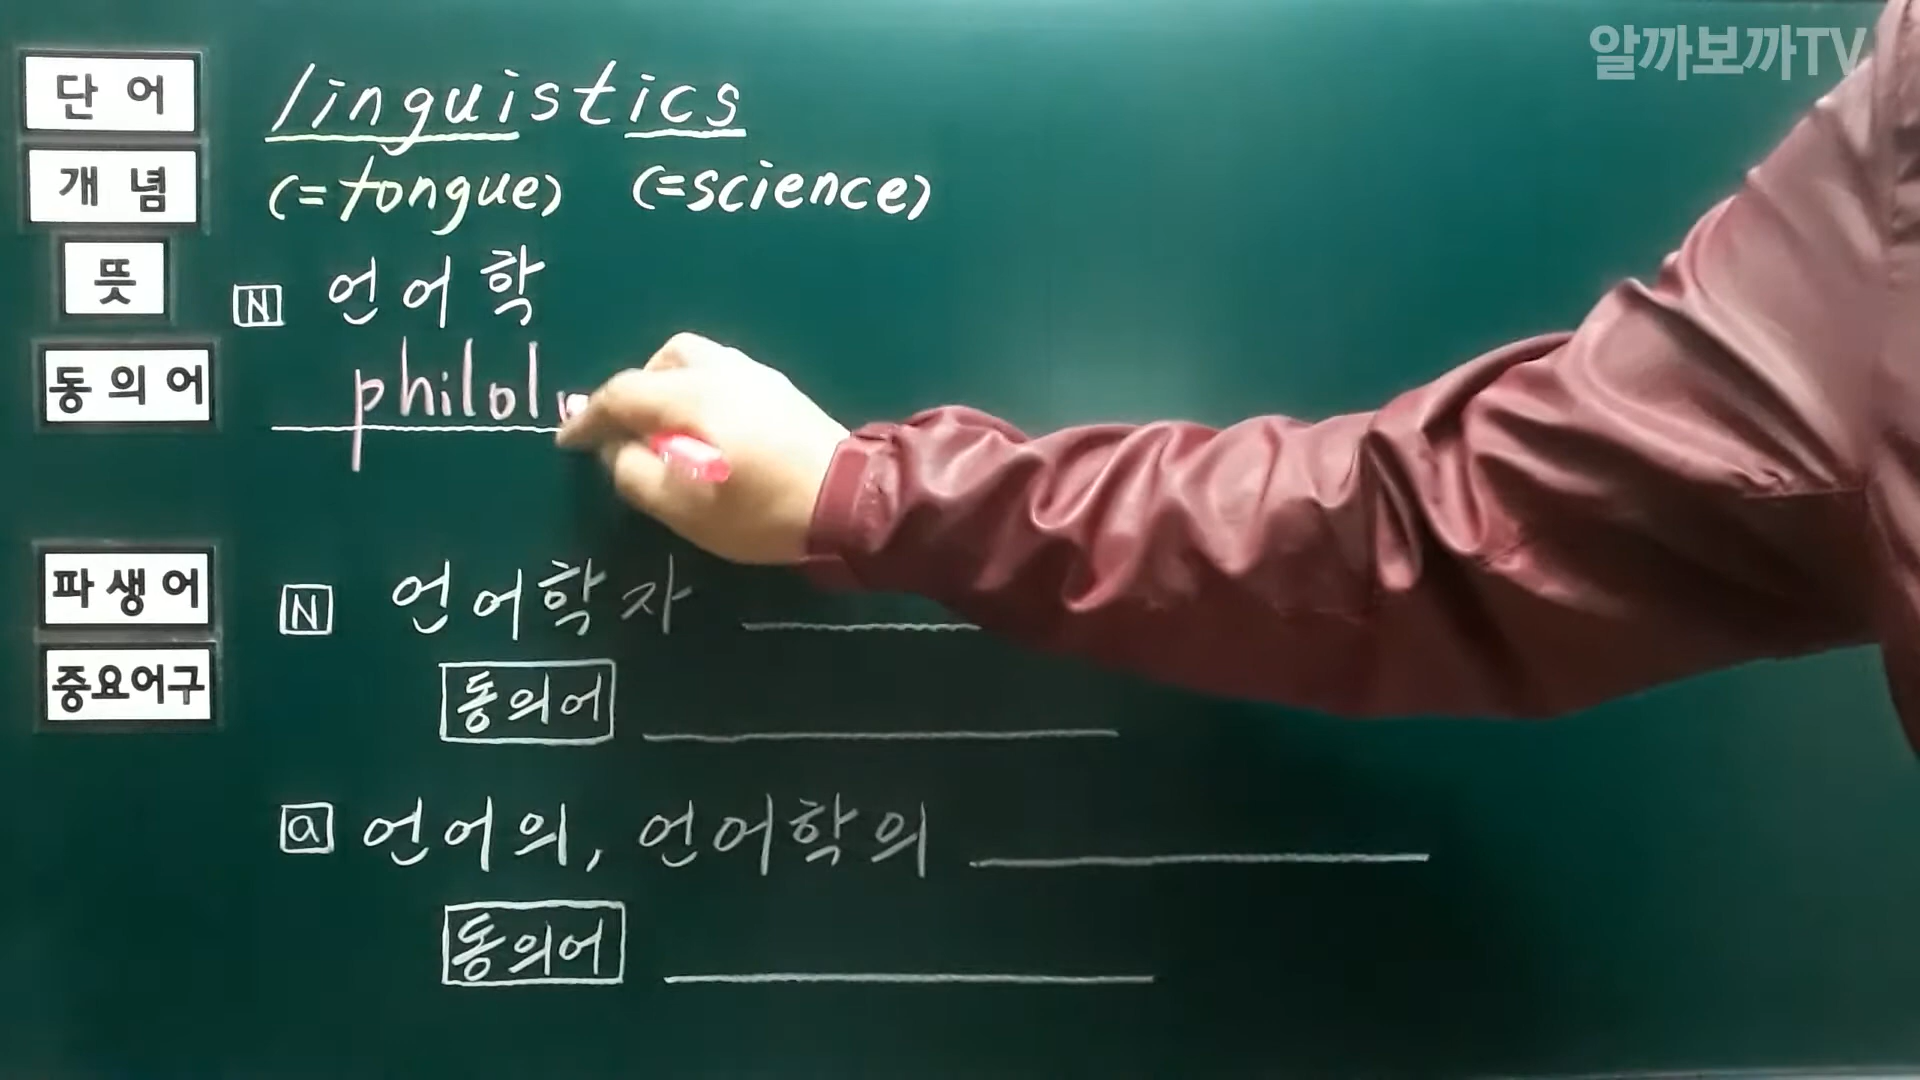 알까보까TV
단어 linguistics
개념 (=tongue) (=science)
뜻 N 언어학
동의어 philol
파생어 N 언어학자
중요어구 동의어
a 언어의, 언어학의
동의어